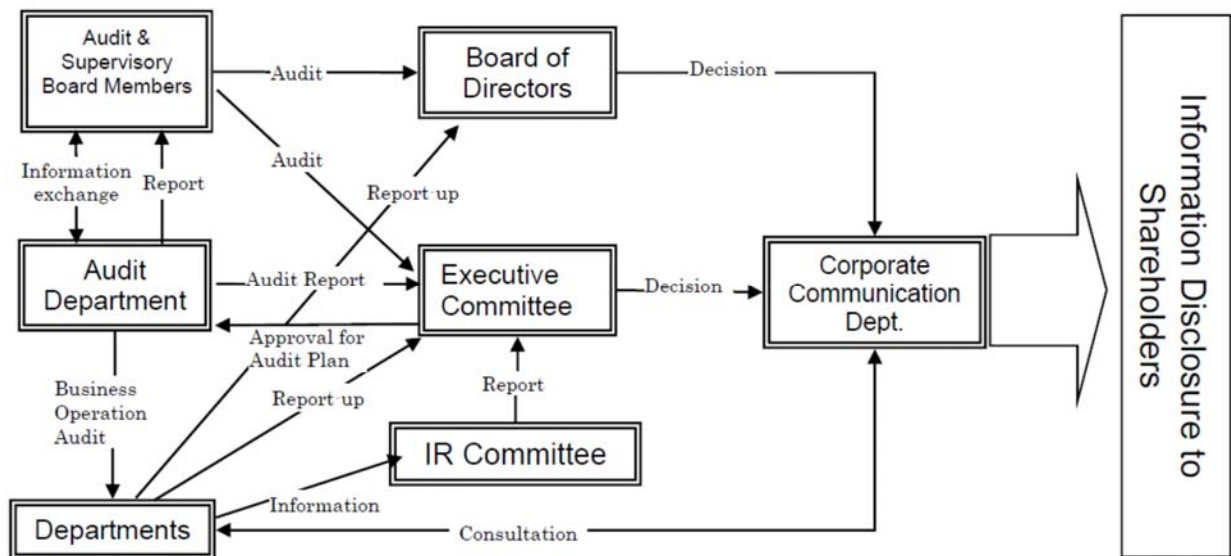 Audit &
Supervisory
Board Members
Audit
Board of
Directors
Decision
Audit
Information
exchange
Report
Report-up
Audit
Department
Audit Report
Executive
Committee
Decision
Corporate
Communication
Dept.
Information Disclosure to
Shareholders
Approval for
Audit Plan
Business
Operation
Audit
Report-up
Report
IR Committee
Information
Departments
Consultation